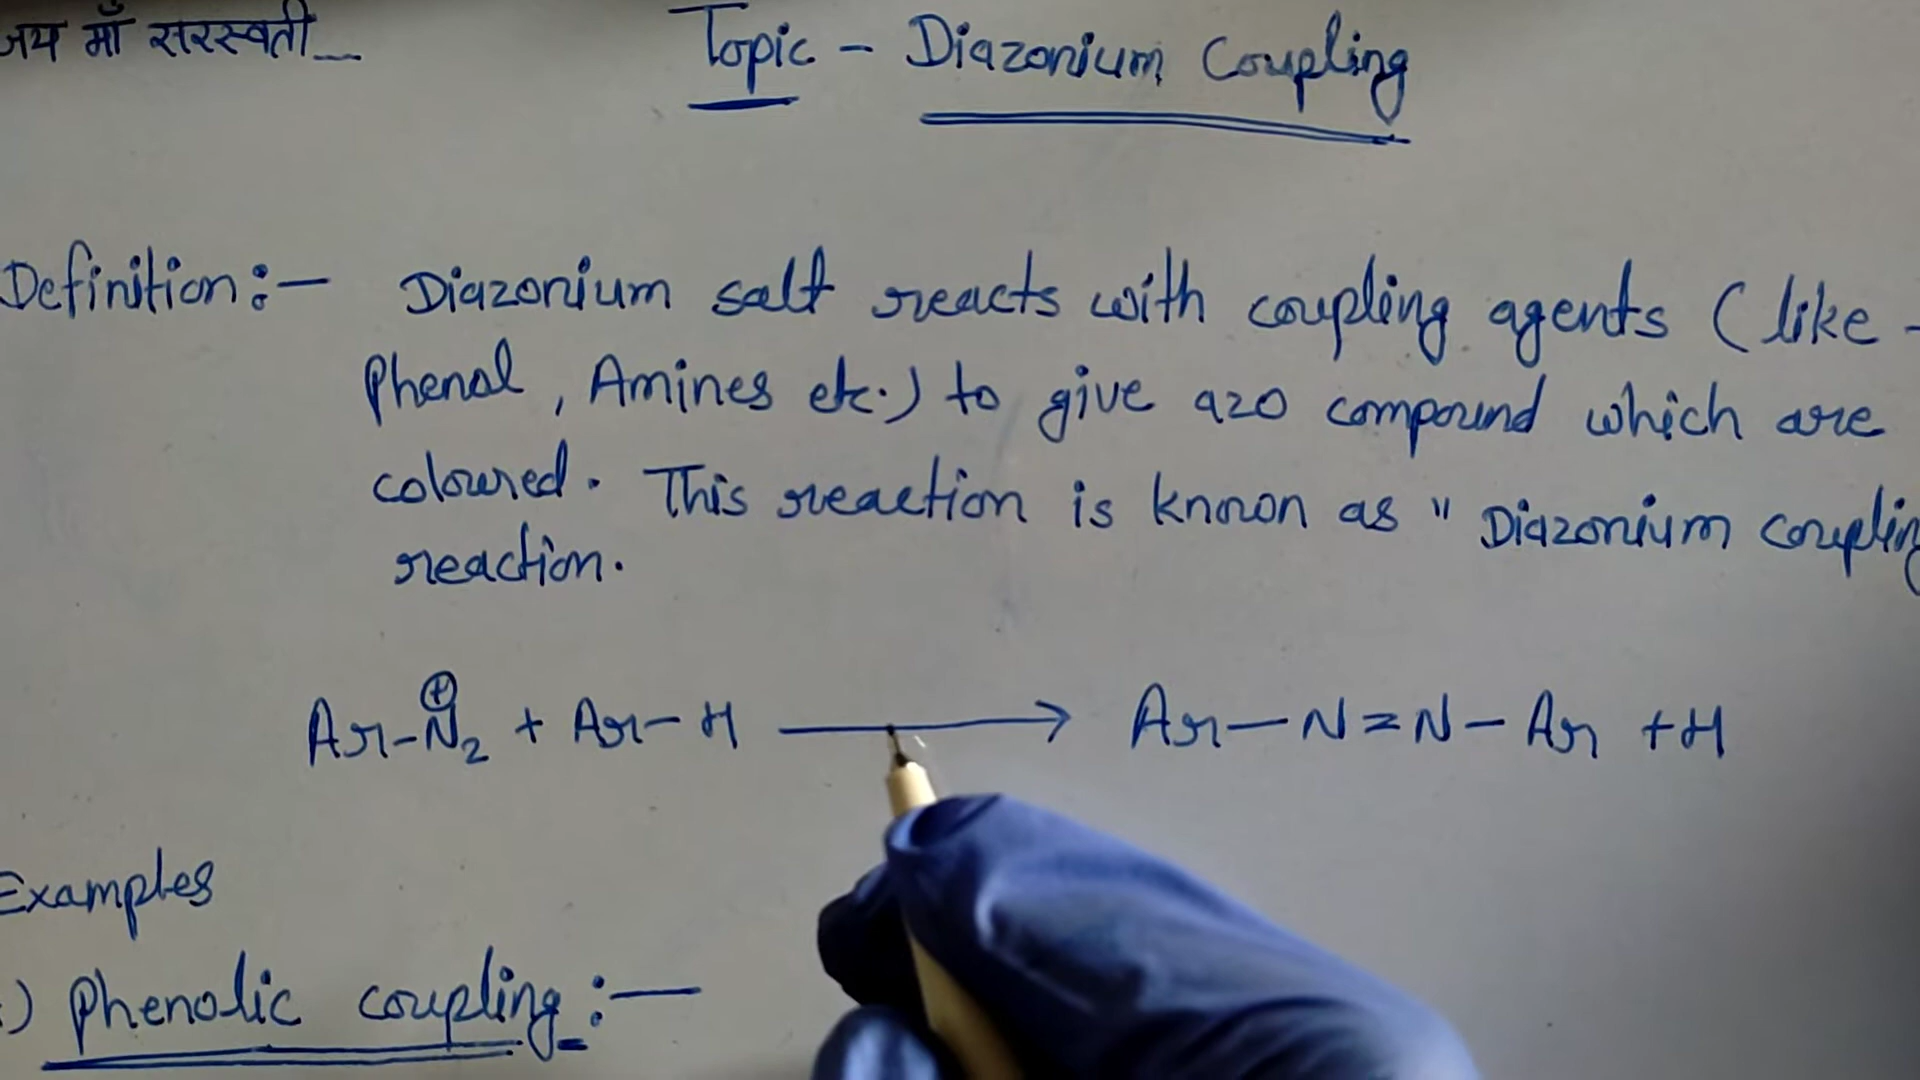 जय माँ सरस्वती...
Topic - Diazonium Coupling
Definition :- Diazonium salt reacts with coupling agents ( like -
Phenol, Amines etc.) to give azo compound which are
coloured. This reaction is known as " Diazonium coupling
reaction.
Ar-N⊕2 + Ar-H ⟶ Ar-N=N-Ar + H
Examples
) Phenolic coupling :-